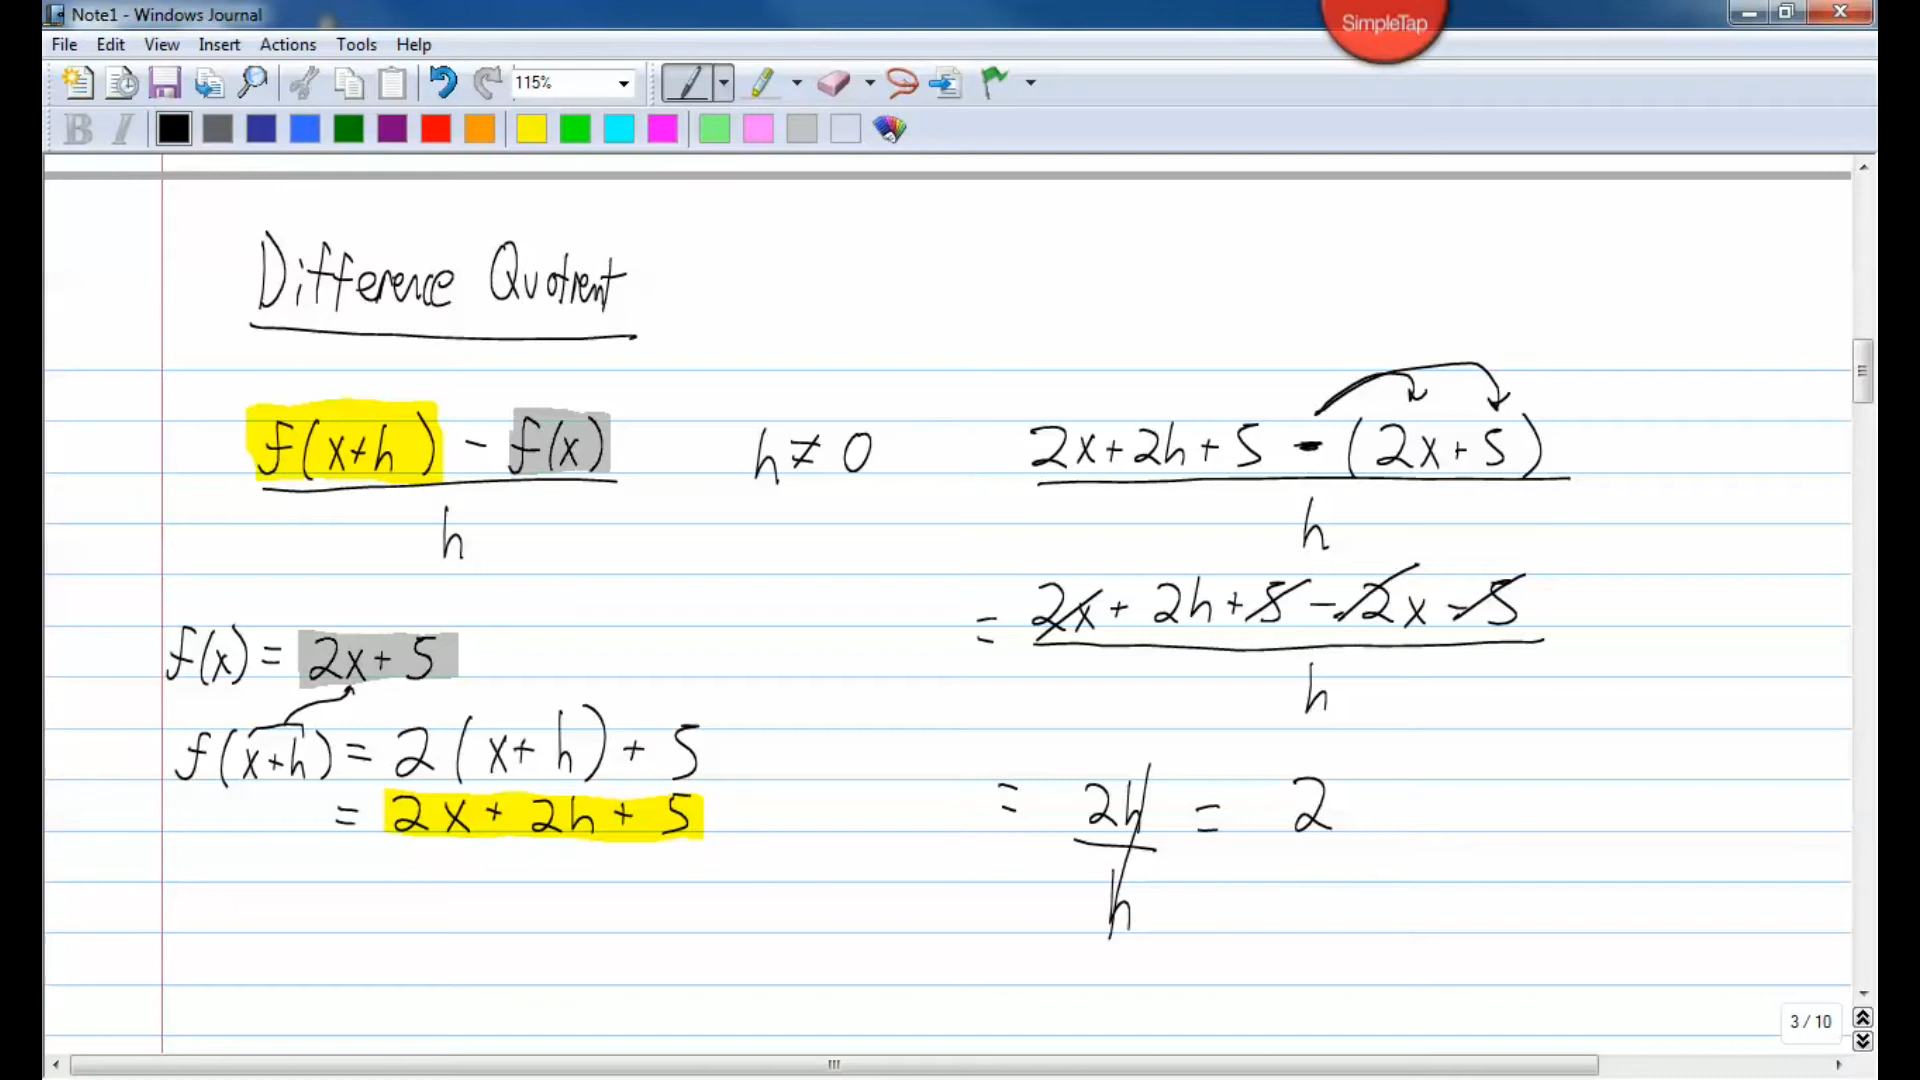 Note1 - Windows Journal
SimpleTap
File Edit View Insert Actions Tools Help
115%
B I
Difference Quotient
f(x+h) - f(x)
h
h ≠ 0
f(x) = 2x+5
f(x+h) = 2(x+h)+5
= 2x+2h+5
2x+2h+5 - (2x+5)
h
= 2x+2h+5-2x-5
h
= 2h = 2
h
3 / 10